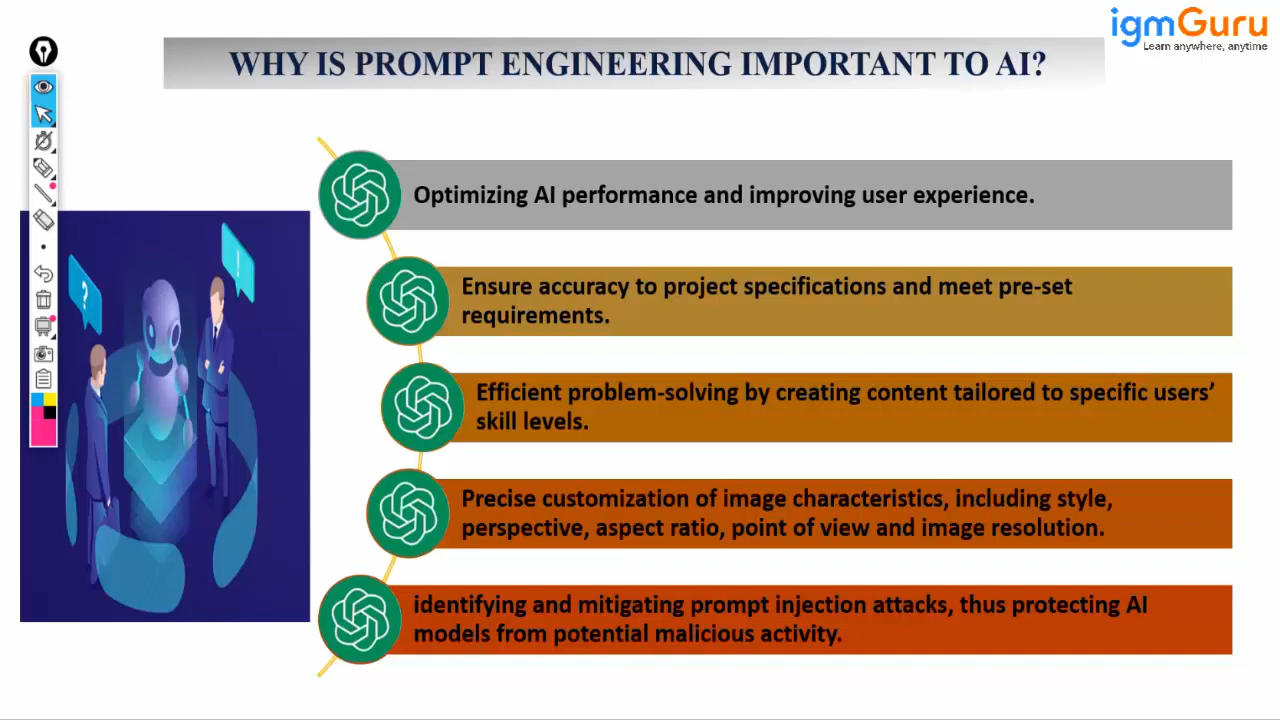 igmGuru
Learn anywhere, anytime
WHY IS PROMPT ENGINEERING IMPORTANT TO AI?
Optimizing AI performance and improving user experience.
Ensure accuracy to project specifications and meet pre-set
requirements.
Efficient problem-solving by creating content tailored to specific users’
skill levels.
Precise customization of image characteristics, including style,
perspective, aspect ratio, point of view and image resolution.
identifying and mitigating prompt injection attacks, thus protecting AI
models from potential malicious activity.
?
!